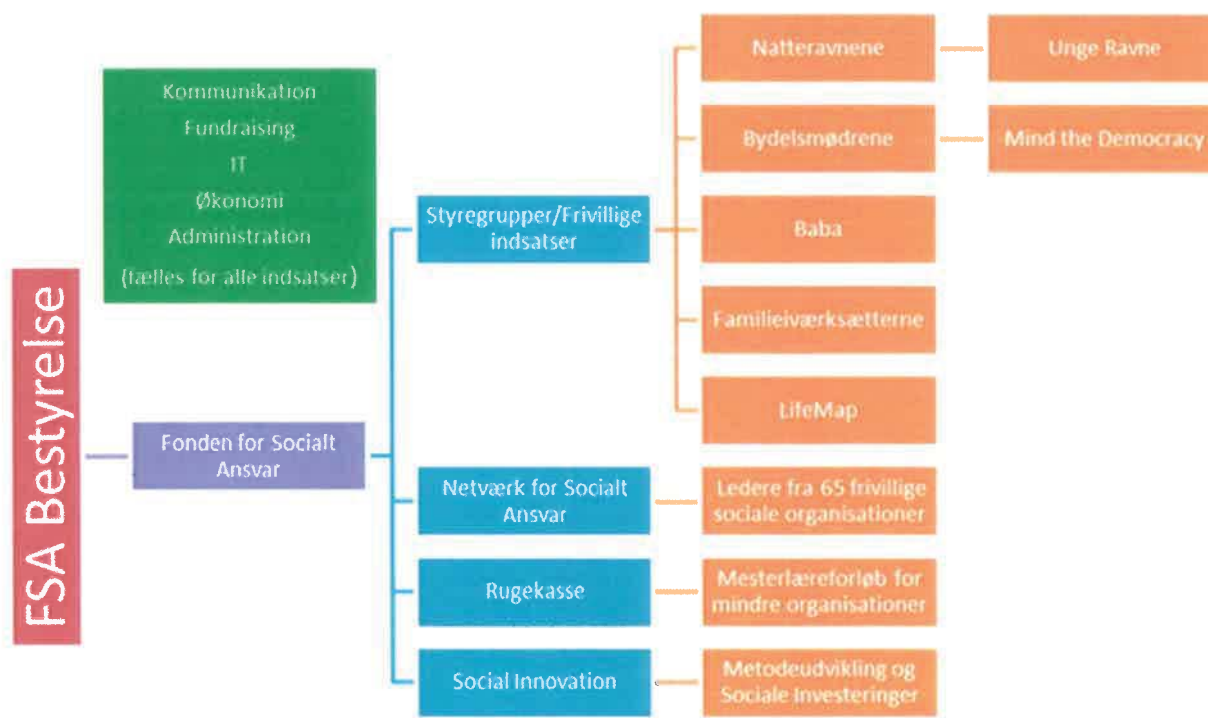 FSA Bestyrelse
Kommunikation
Fundraising
IT
Økonomi
Administration
(fælles for alle indsatser)
Fonden for Socialt
Ansvar
Styregrupper/Frivillige
indsatser
Natteravnene
Unge Ravne
Bydelsmødrene
Mind the Democracy
Baba
Familieiværksætterne
LifeMap
Netværk for Socialt
Ansvar
Ledere fra 65 frivillige
sociale organisationer
Rugekasse
Mesterlæreforløb for
mindre organisationer
Social Innovation
Metodeudvikling og
Sociale Investeringer